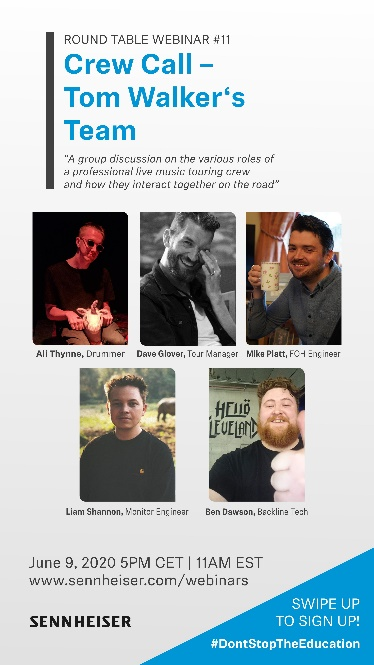 ROUND TABLE WEBINAR #11
Crew Call –
Tom Walker‘s
Team
"A group discussion on the various roles of
a professional live music touring crew
and how they interact together on the road"
Ali Thynne, Drummer
Dave Glover, Tour Manager
Mike Platt, FOH Engineer
HELLO
CLEVELAND
Liam Shannon, Monitor Engineer
Ben Dawson, Backline Tech
June 9, 2020 5PM CET | 11AM EST
www.sennheiser.com/webinars
SENNHEISER
SWIPE UP
TO SIGN UP!
#DontStopTheEducation